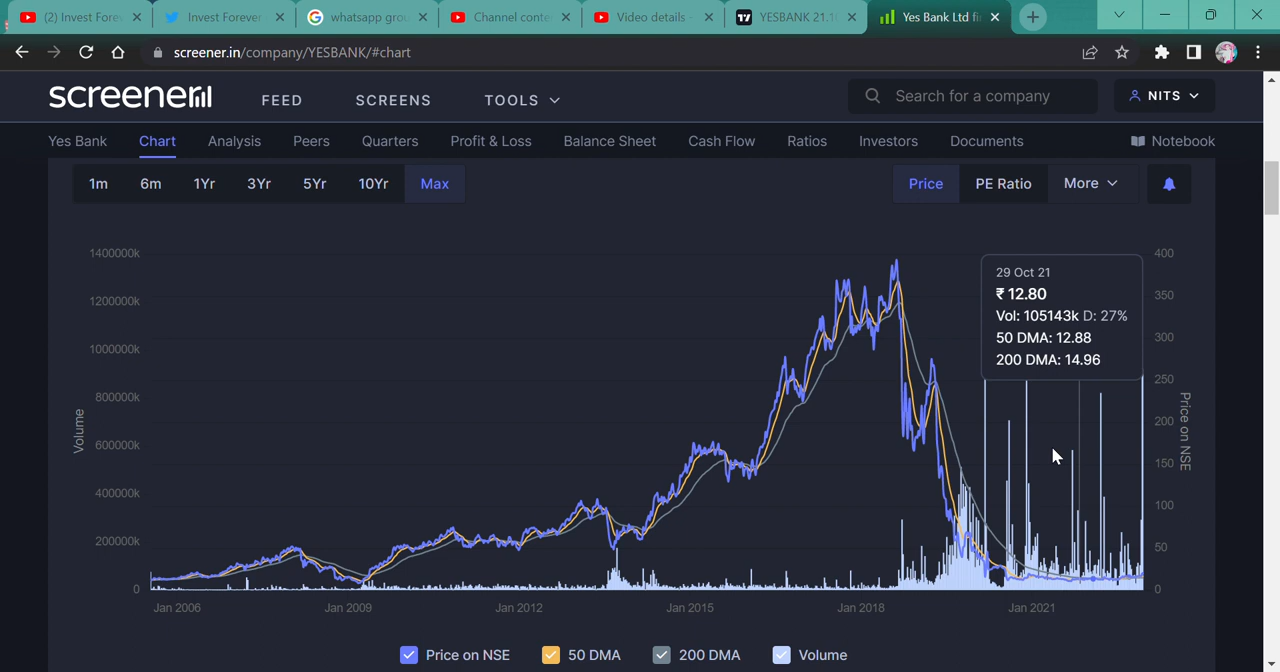 (2) Invest Fore
Invest Forever
whatsapp grou
Channel conte
Video details -
YESBANK 21.1
Yes Bank Ltd fi
screener.in/company/YESBANK/#chart
screener
FEED
SCREENS
TOOLS
Search for a company
NITS
Yes Bank
Chart
Analysis
Peers
Quarters
Profit & Loss
Balance Sheet
Cash Flow
Ratios
Investors
Documents
Notebook
1m
6m
1Yr
3Yr
5Yr
10Yr
Max
Price
PE Ratio
More
1400000k
1200000k
1000000k
800000k
600000k
400000k
200000k
0
Volume
400
350
300
250
200
150
100
50
0
Price on NSE
29 Oct 21
₹ 12.80
Vol: 105143k D: 27%
50 DMA: 12.88
200 DMA: 14.96
Jan 2006
Jan 2009
Jan 2012
Jan 2015
Jan 2018
Jan 2021
Price on NSE
50 DMA
200 DMA
Volume